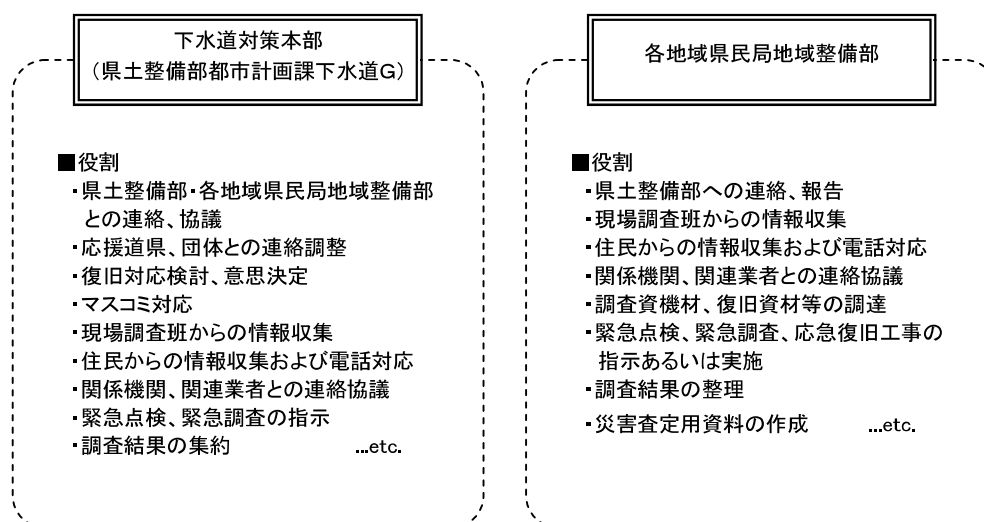 下水道対策本部
（県土整備部都市計画課下水道G）
■役割
・県土整備部・各地域県民局地域整備部
との連絡、協議
・応援道県、団体との連絡調整
・復旧対応検討、意思決定
・マスコミ対応
・現場調査班からの情報収集
・住民からの情報収集および電話対応
・関係機関、関連業者との連絡協議
・緊急点検、緊急調査の指示
・調査結果の集約 …etc.
各地域県民局地域整備部
■役割
・県土整備部への連絡、報告
・現場調査班からの情報収集
・住民からの情報収集および電話対応
・関係機関、関連業者との連絡協議
・調査資機材、復旧資材等の調達
・緊急点検、緊急調査、応急復旧工事の
指示あるいは実施
・調査結果の整理
・災害査定用資料の作成 …etc.